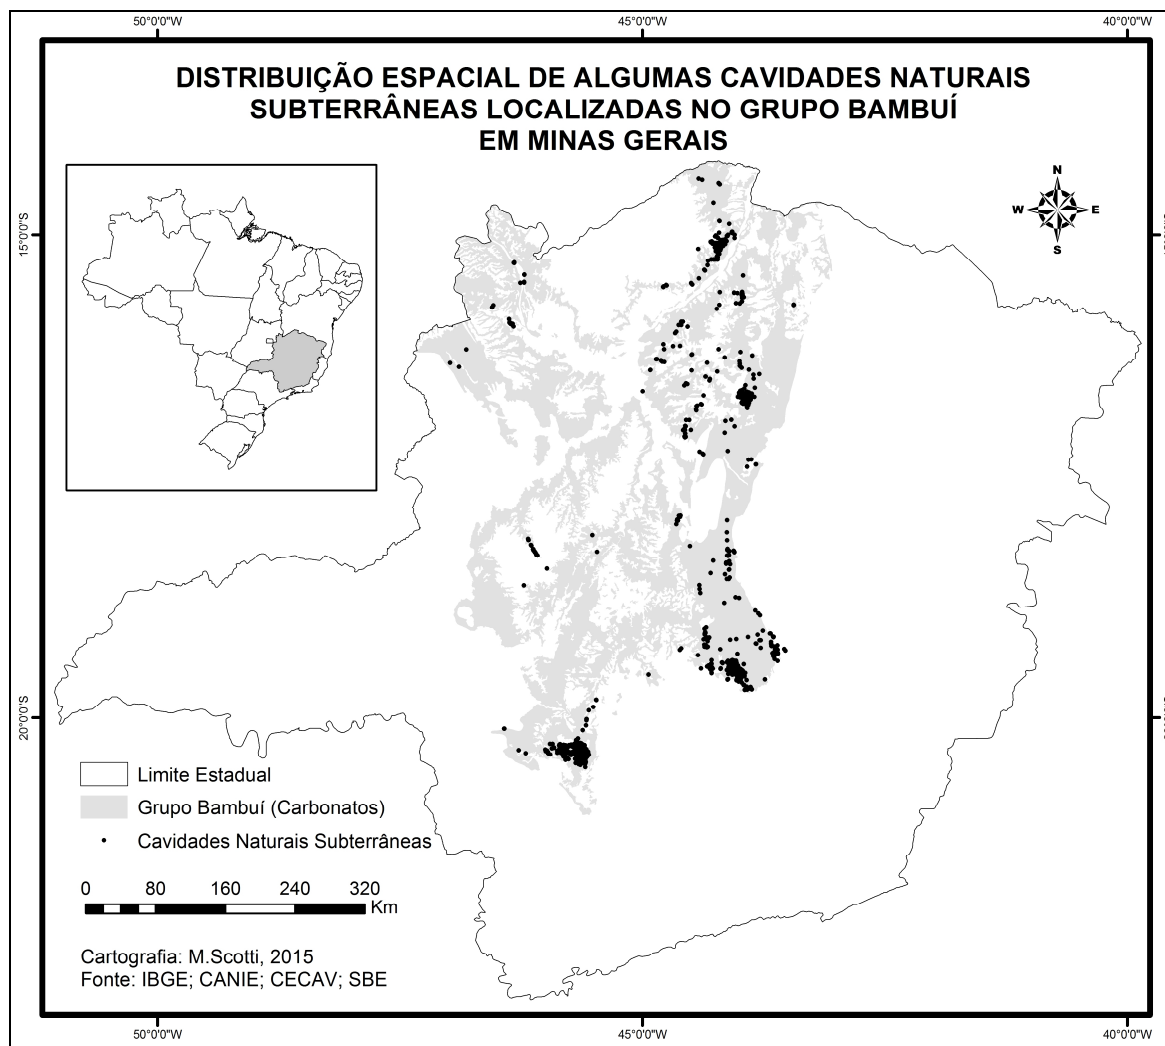 50°0'0"W 45°0'0"W 40°0'0"W
DISTRIBUIÇÃO ESPACIAL DE ALGUMAS CAVIDADES NATURAIS
SUBTERRÂNEAS LOCALIZADAS NO GRUPO BAMBUÍ
EM MINAS GERAIS
N
W E
S
15°0'0"S
20°0'0"S
Limite Estadual
Grupo Bambuí (Carbonatos)
Cavidades Naturais Subterrâneas
0 80 160 240 320
Km
Cartografia: M.Scotti, 2015
Fonte: IBGE; CANIE; CECAV; SBE
50°0'0"W 45°0'0"W 40°0'0"W